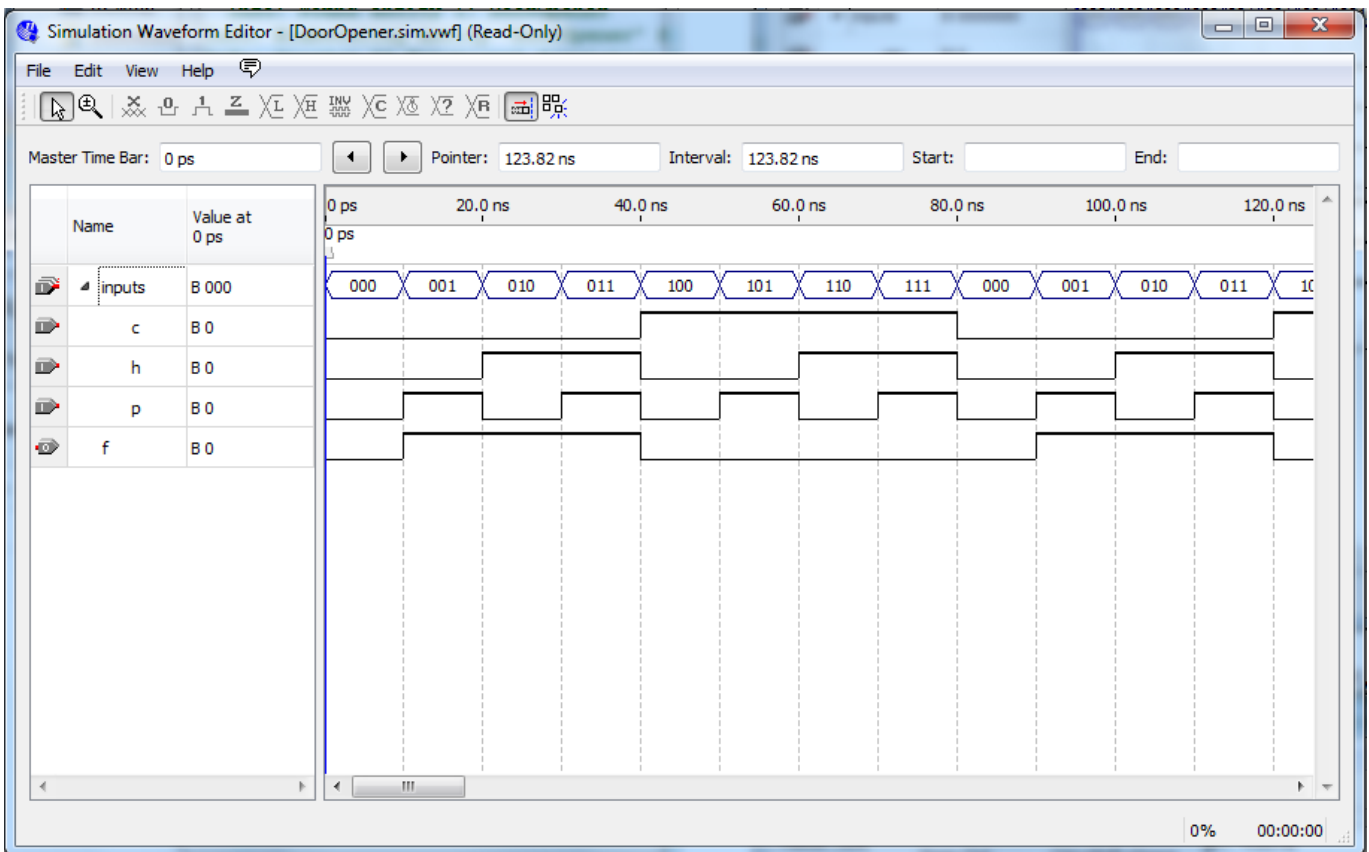 Simulation Waveform Editor - [DoorOpener.sim.vwf] (Read-Only)
File Edit View Help
Master Time Bar: 0 ps Pointer: 123.82 ns Interval: 123.82 ns Start: End:
Name Value at 0 ps
0 ps 20.0 ns 40.0 ns 60.0 ns 80.0 ns 100.0 ns 120.0 ns
0 ps
inputs B 000 000 001 010 011 100 101 110 111 000 001 010 011 10
c B 0
h B 0
p B 0
f B 0
0% 00:00:00